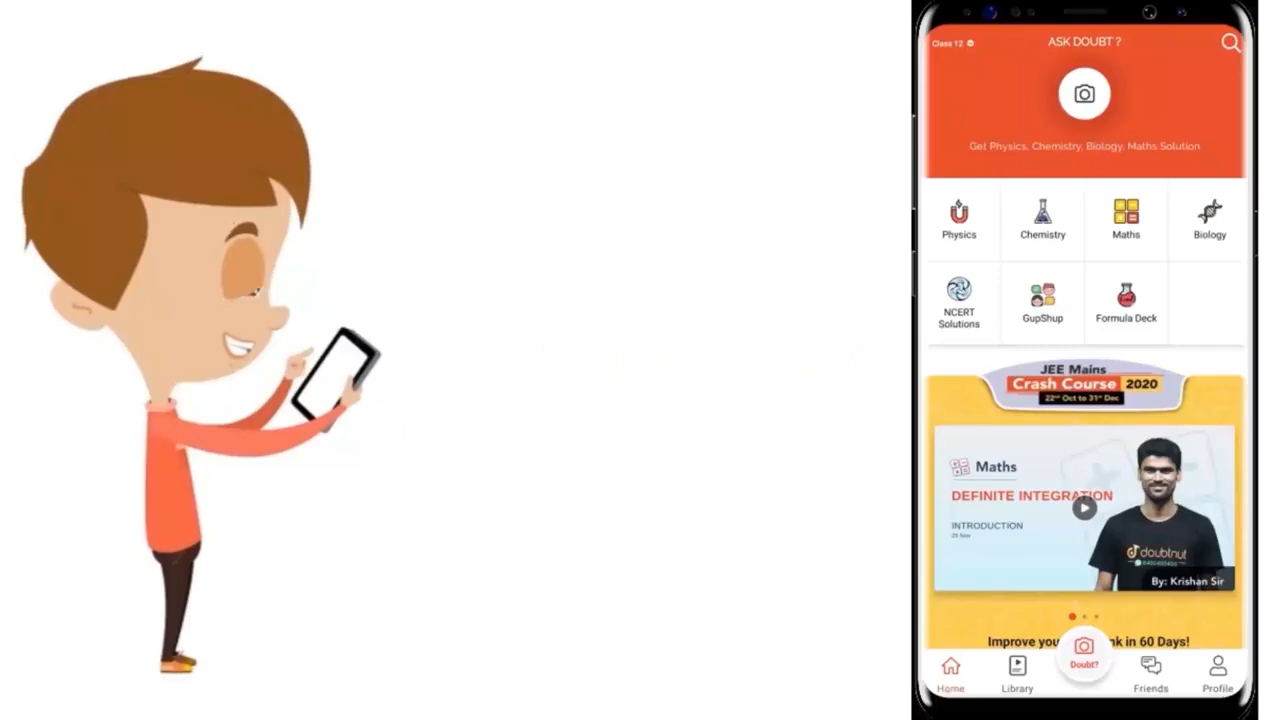 Class 12
ASK DOUBT ?
Get Physics, Chemistry, Biology, Maths Solution
Physics
Chemistry
Maths
Biology
NCERT
Solutions
GupShup
Formula Deck
JEE Mains
Crash Course 2020
22nd Oct to 31st Dec
Maths
DEFINITE INTEGRATION
INTRODUCTION
doubtnut
By: Krishan Sir
Improve you nk in 60 Days!
Doubt?
Home
Library
Friends
Profile